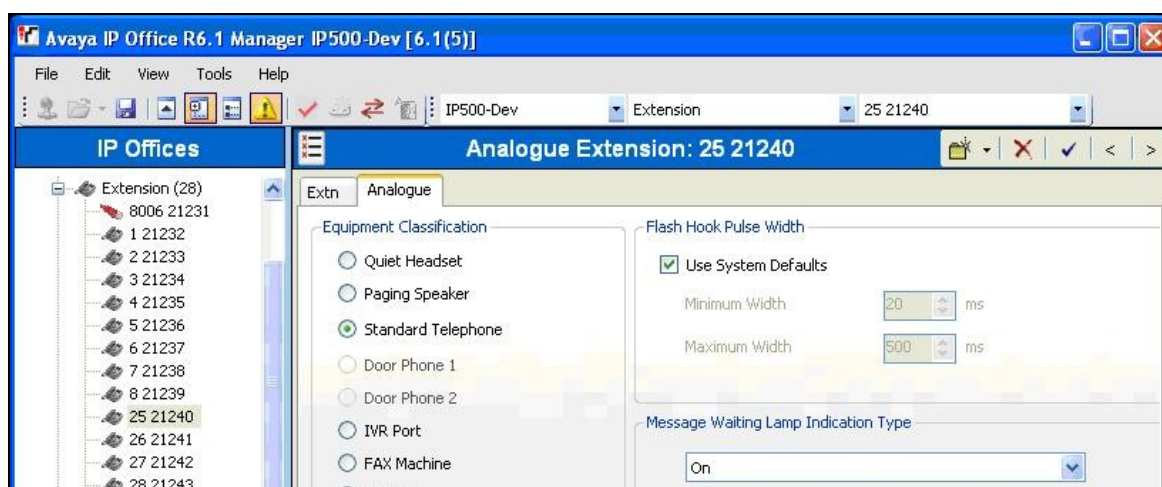 Avaya IP Office R6.1 Manager IP500-Dev [6.1(5)]
File Edit View Tools Help
IP500-Dev Extension 25 21240
IP Offices
Analogue Extension: 25 21240
Extension (28)
8006 21231
1 21232
2 21233
3 21234
4 21235
5 21236
6 21237
7 21238
8 21239
25 21240
26 21241
27 21242
28 21243
Extn Analogue
Equipment Classification
Quiet Headset
Paging Speaker
Standard Telephone
Door Phone 1
Door Phone 2
IVR Port
FAX Machine
Flash Hook Pulse Width
Use System Defaults
Minimum Width 20 ms
Maximum Width 500 ms
Message Waiting Lamp Indication Type
On